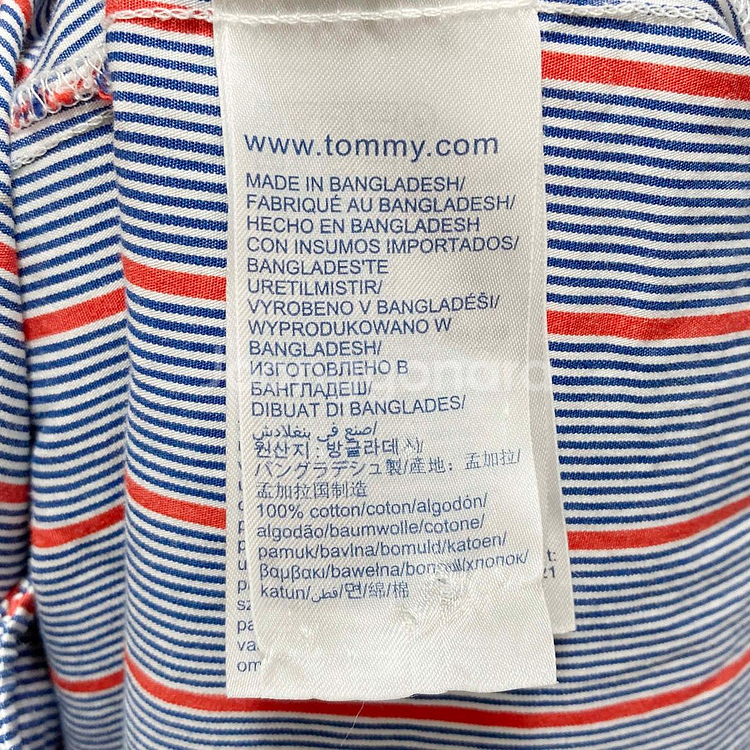 www.tommy.com
MADE IN BANGLADESH/
FABRIQUÉ AU BANGLADESH/
HECHO EN BANGLADESH
CON INSUMOS IMPORTADOS/
BANGLADES'TE
URETILMISTIR/
VYROBENO V BANGLADÉŠI/
WYPRODUKOWANO W
BANGLADESH/
ИЗГОТОВЛЕНО В
БАНГЛАДЕШ/
DIBUAT DI BANGLADES/
صنع في بنغلادش/
원산지 : 방글라데시/
バングラデシュ製/產地: 孟加拉/
孟加拉国制造
100% cotton/coton/algodón/
algodão/baumwolle/cotone/
pamuk/bavlna/bomuld/katoen/
βαμβακι/bawełna/bomull/хлопок/
katun/قطن/면/綿/棉